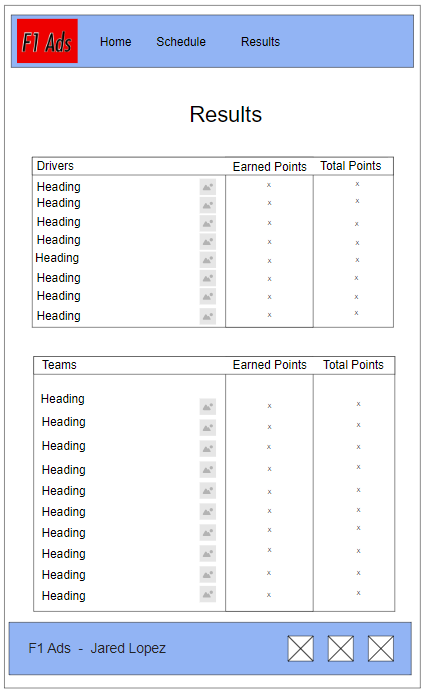 F1 Ads Home Schedule Results
Results
Drivers Earned Points Total Points
Heading x x
Heading x x
Heading x x
Heading x x
Heading x x
Heading x x
Heading x x
Heading x x
Teams Earned Points Total Points
Heading x x
Heading x x
Heading x x
Heading x x
Heading x x
Heading x x
Heading x x
Heading x x
Heading x x
Heading x x
F1 Ads - Jared Lopez